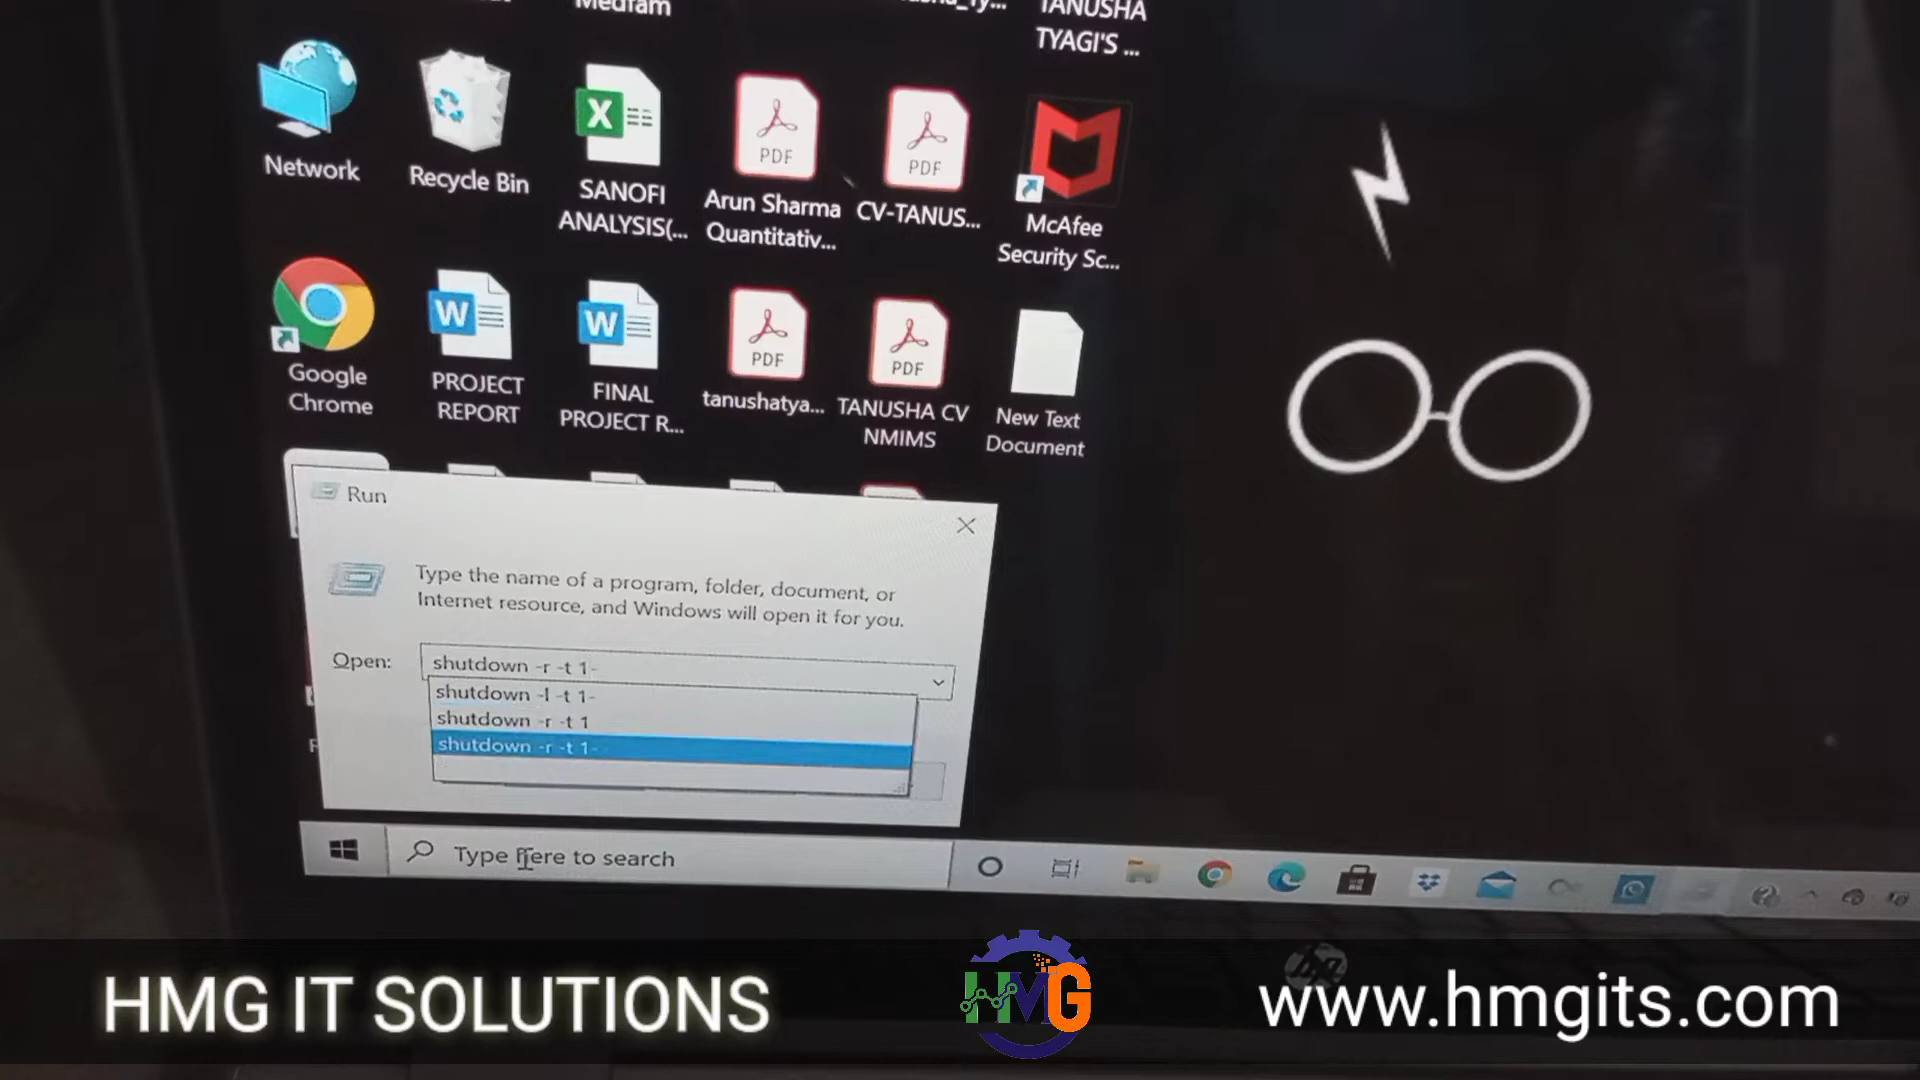 Medfam
TANUSHA
TYAGI'S ...
Network
Recycle Bin
SANOFI
ANALYSIS(...
Arun Sharma
Quantitativ...
CV-TANUS...
McAfee
Security Sc...
Google
Chrome
PROJECT
REPORT
FINAL
PROJECT R...
tanushatya...
TANUSHA CV
NMIMS
New Text
Document
X
W
W
PDF
PDF
PDF
PDF
Run
Type the name of a program, folder, document, or
Internet resource, and Windows will open it for you.
Open:
shutdown -r -t 1-
shutdown -l -t 1-
shutdown -r -t 1
shutdown -r -t 1-
Type here to search
hp
HMG IT SOLUTIONS
HMG
www.hmgits.com